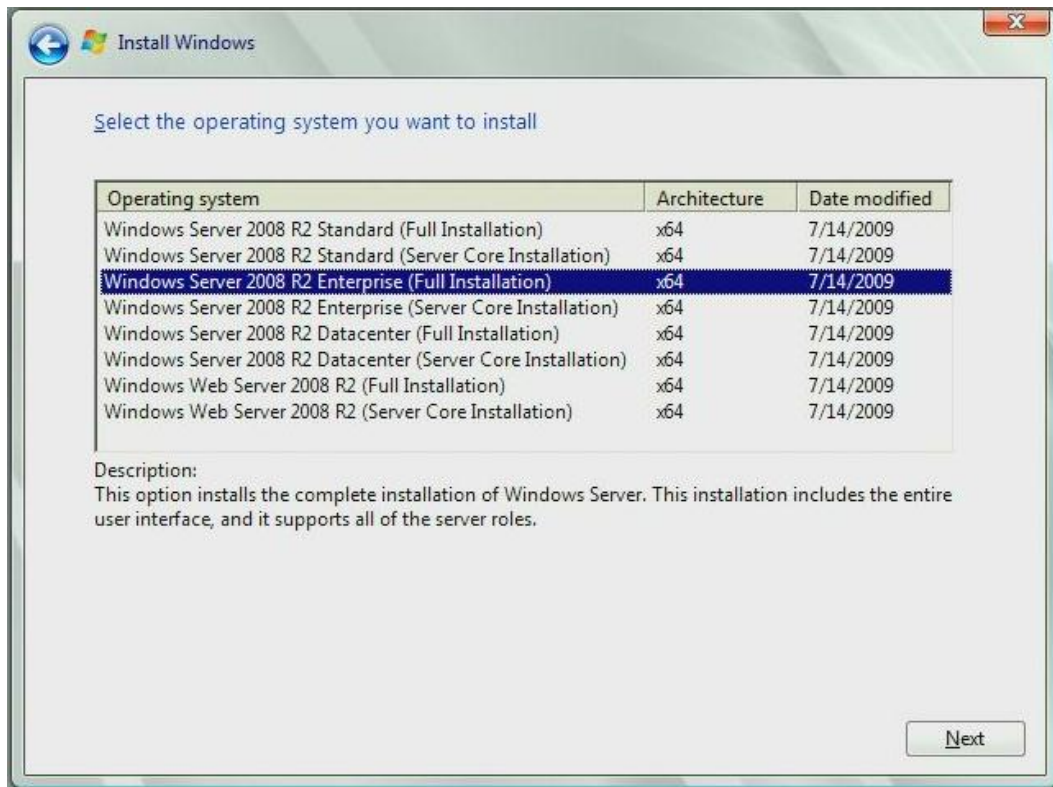 Install Windows
Select the operating system you want to install
Operating system Architecture Date modified
Windows Server 2008 R2 Standard (Full Installation) x64 7/14/2009
Windows Server 2008 R2 Standard (Server Core Installation) x64 7/14/2009
Windows Server 2008 R2 Enterprise (Full Installation) x64 7/14/2009
Windows Server 2008 R2 Enterprise (Server Core Installation) x64 7/14/2009
Windows Server 2008 R2 Datacenter (Full Installation) x64 7/14/2009
Windows Server 2008 R2 Datacenter (Server Core Installation) x64 7/14/2009
Windows Web Server 2008 R2 (Full Installation) x64 7/14/2009
Windows Web Server 2008 R2 (Server Core Installation) x64 7/14/2009
Description:
This option installs the complete installation of Windows Server. This installation includes the entire
user interface, and it supports all of the server roles.
Next